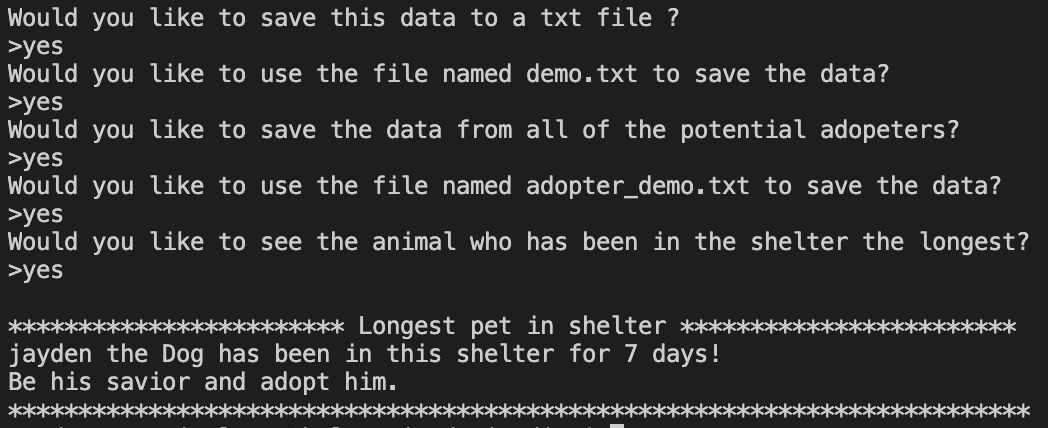 Would you like to save this data to a txt file ?
>yes
Would you like to use the file named demo.txt to save the data?
>yes
Would you like to save the data from all of the potential adopeters?
>yes
Would you like to use the file named adopter_demo.txt to save the data?
>yes
Would you like to see the animal who has been in the shelter the longest?
>yes
************************ Longest pet in shelter ************************
jayden the Dog has been in this shelter for 7 days!
Be his savior and adopt him.
*************************************************************************